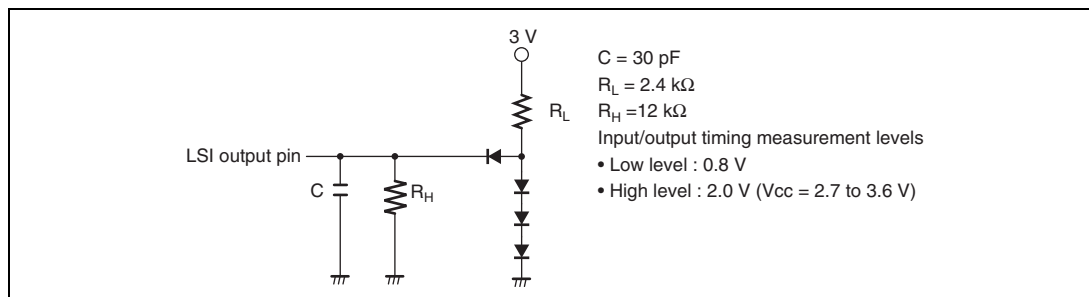 3 V
R_L
LSI output pin
C
R_H
C = 30 pF
R_L = 2.4 kΩ
R_H =12 kΩ
Input/output timing measurement levels
• Low level : 0.8 V
• High level : 2.0 V (Vcc = 2.7 to 3.6 V)